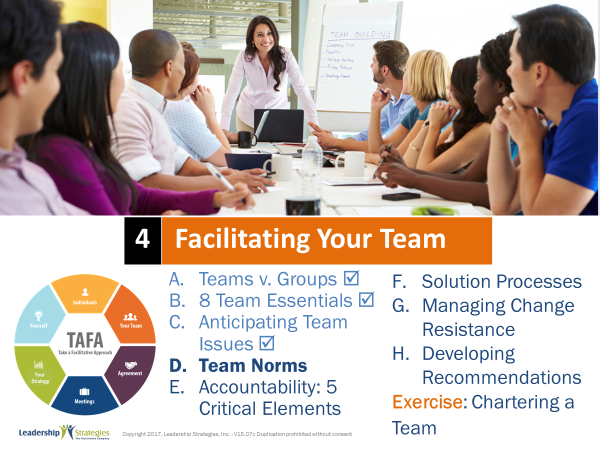 TEAM BUILDING
4 Facilitating Your Team
A. Teams v. Groups ☑
B. 8 Team Essentials ☑
C. Anticipating Team
Issues ☑
D. Team Norms
E. Accountability: 5
Critical Elements
F. Solution Processes
G. Managing Change
Resistance
H. Developing
Recommendations
Exercise: Chartering a
Team
Individuals
Yourself
Your Team
TAFA
Take a Facilitative Approach
Your
Strategy
Agreement
Meetings
Leadership Strategies
The Facilitation Company
Copyright 2017, Leadership Strategies, Inc. - V.15.07c Duplication prohibited without consent